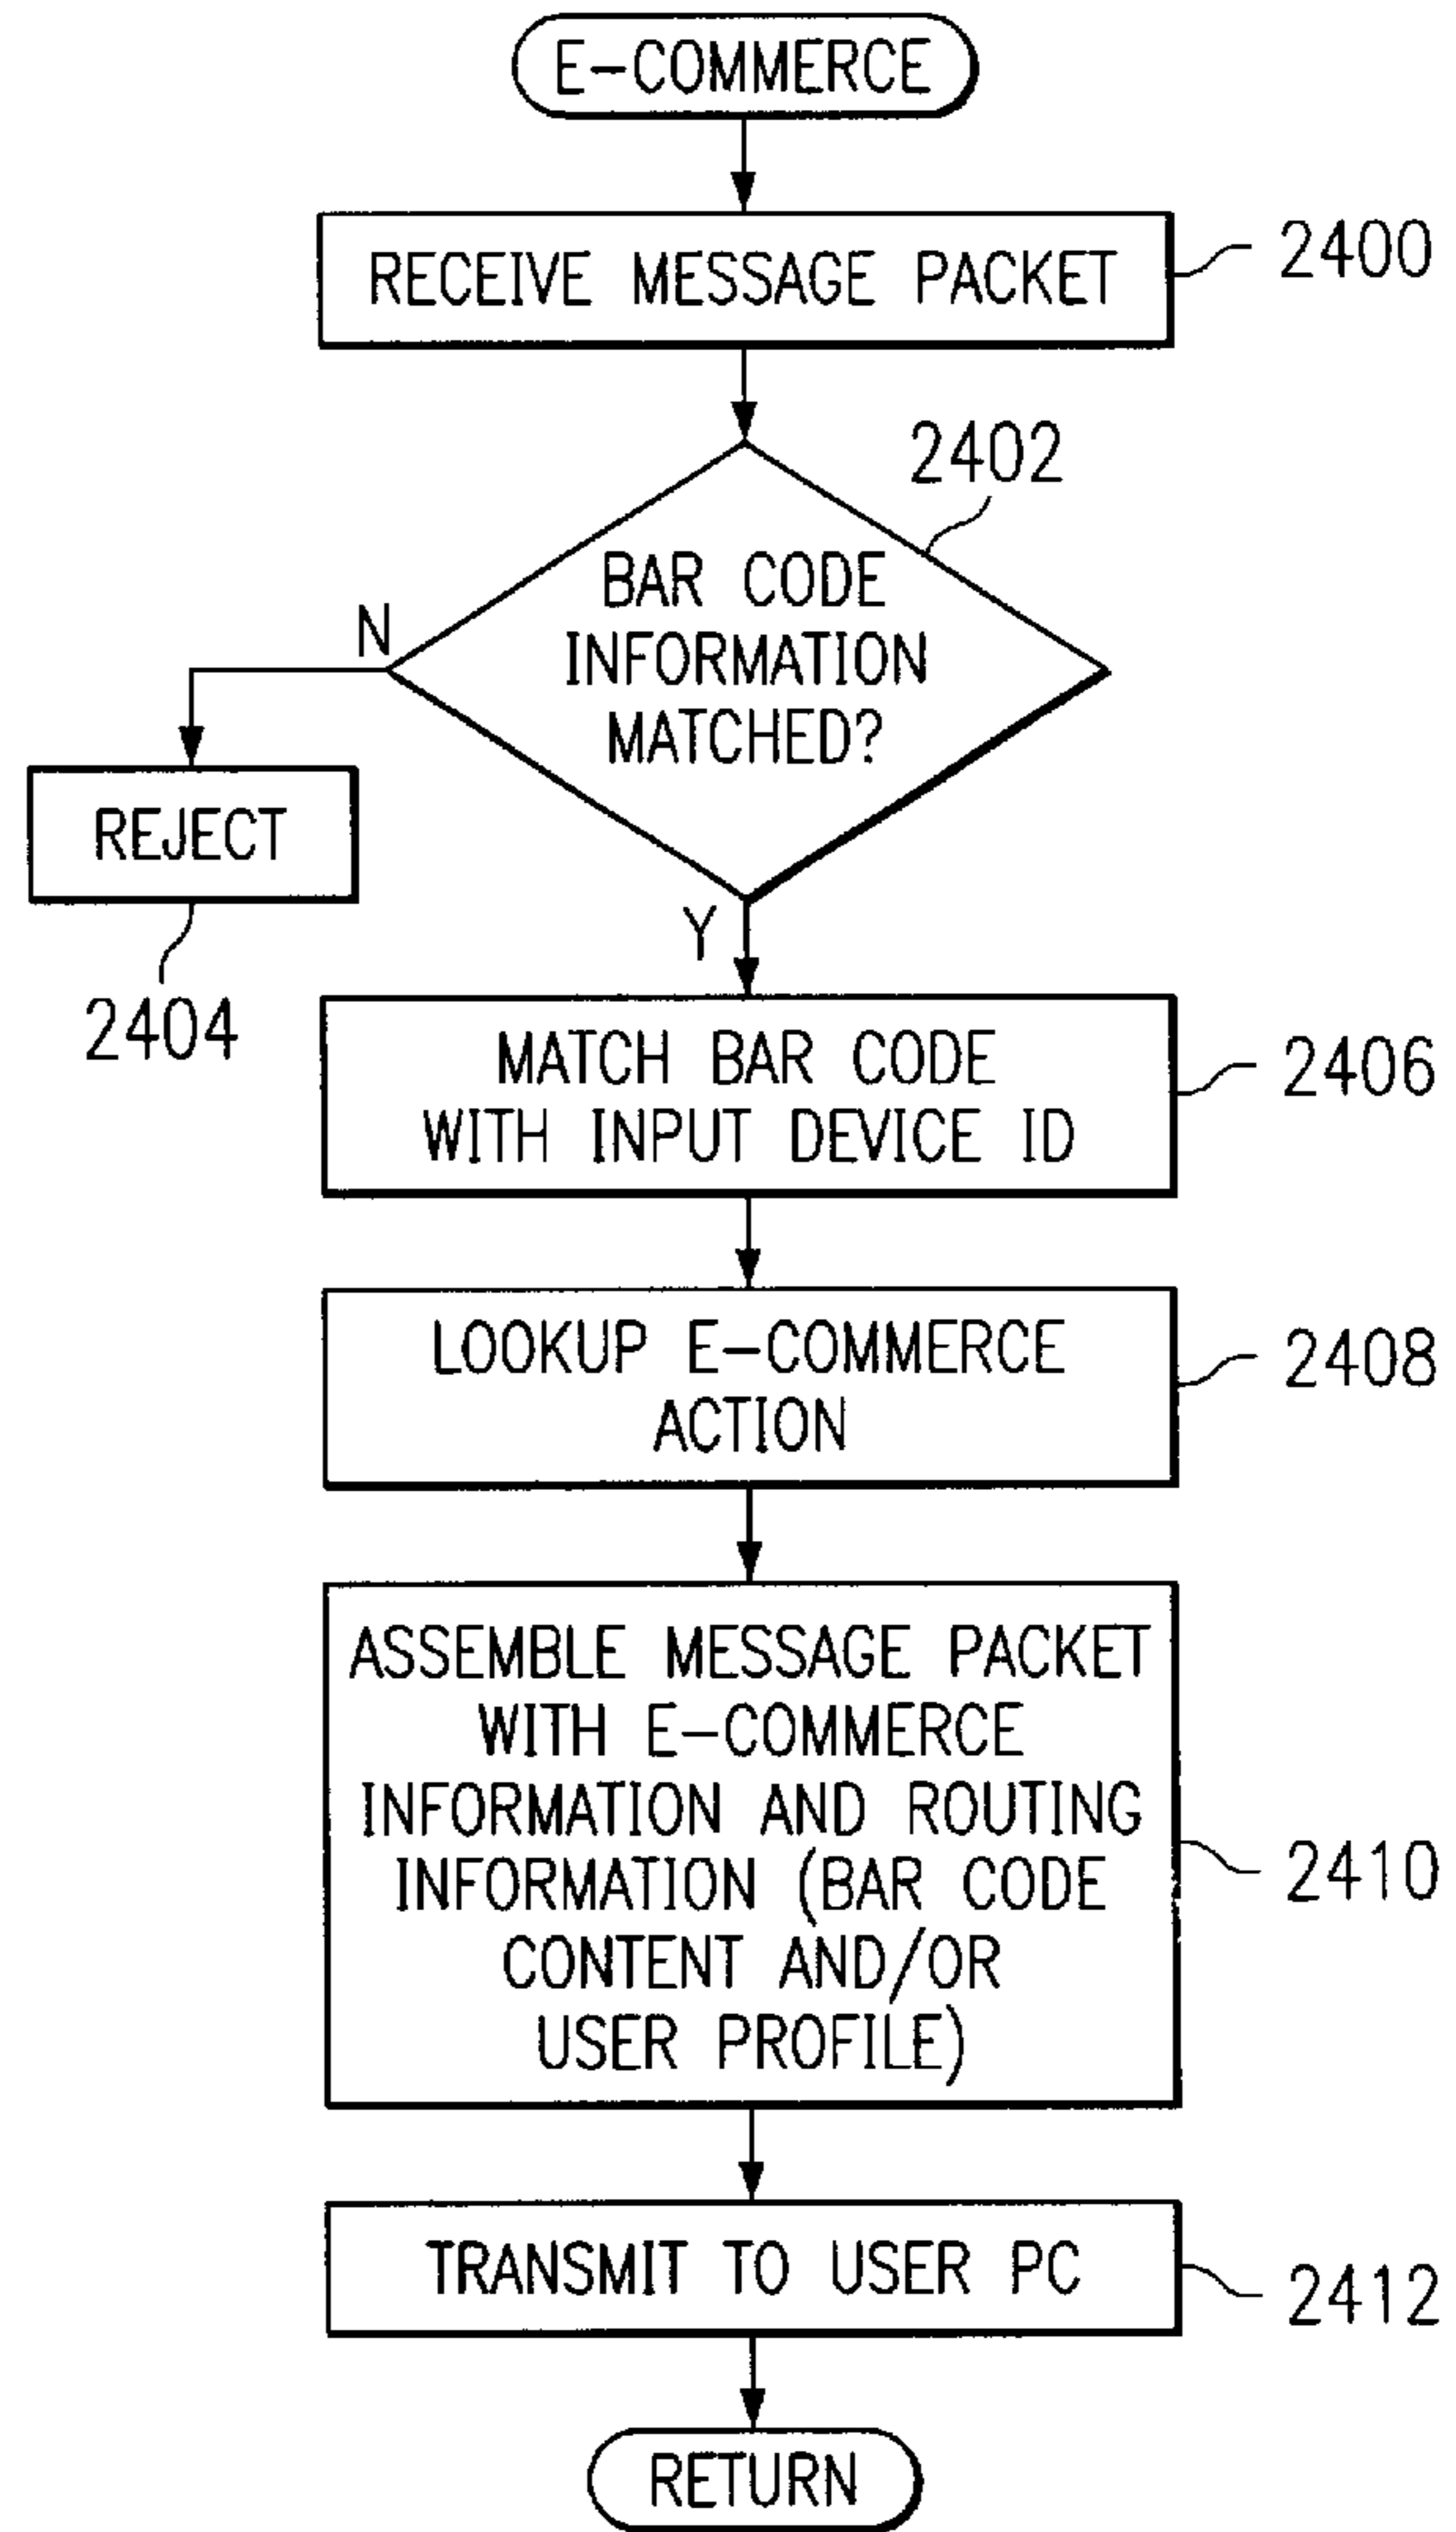 E-COMMERCE
RECEIVE MESSAGE PACKET
2400
2402
BAR CODE
INFORMATION
MATCHED?
N
REJECT
2404
Y
MATCH BAR CODE
WITH INPUT DEVICE ID
2406
LOOKUP E-COMMERCE
ACTION
2408
ASSEMBLE MESSAGE PACKET
WITH E-COMMERCE
INFORMATION AND ROUTING
INFORMATION (BAR CODE
CONTENT AND/OR
USER PROFILE)
2410
TRANSMIT TO USER PC
2412
RETURN